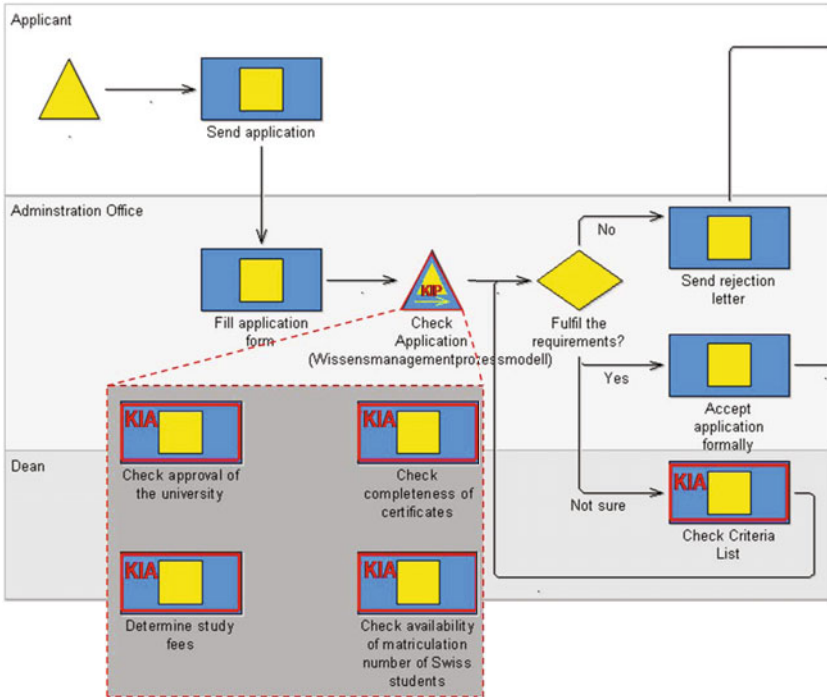 Applicant
Send application
Adminstration Office
No
Send rejection
letter
Fill application
form
KIP
Check
Application
(Wissensmanagementprozessmodell)
Fulfil the
requirements?
Yes
Accept
application
formally
Dean
KIA
Check approval of
the university
KIA
Check
completeness of
certificates
Not sure
KIA
Check Criteria
List
KIA
Determine study
fees
KIA
Check availability
of matriculation
number of Swiss
students